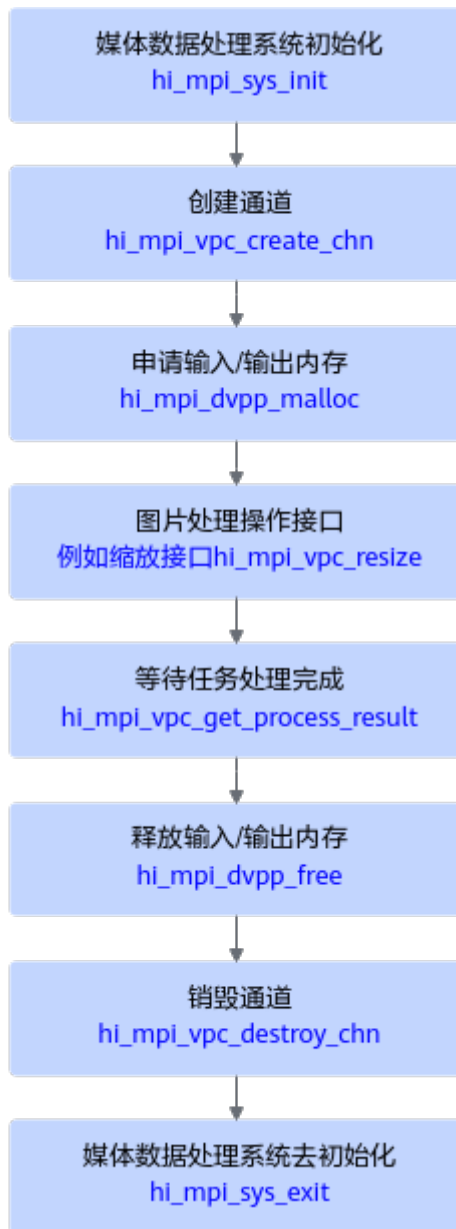 媒体数据处理系统初始化
hi_mpi_sys_init
创建通道
hi_mpi_vpc_create_chn
申请输入/输出内存
hi_mpi_dvpp_malloc
图片处理操作接口
例如缩放接口hi_mpi_vpc_resize
等待任务处理完成
hi_mpi_vpc_get_process_result
释放输入/输出内存
hi_mpi_dvpp_free
销毁通道
hi_mpi_vpc_destroy_chn
媒体数据处理系统去初始化
hi_mpi_sys_exit